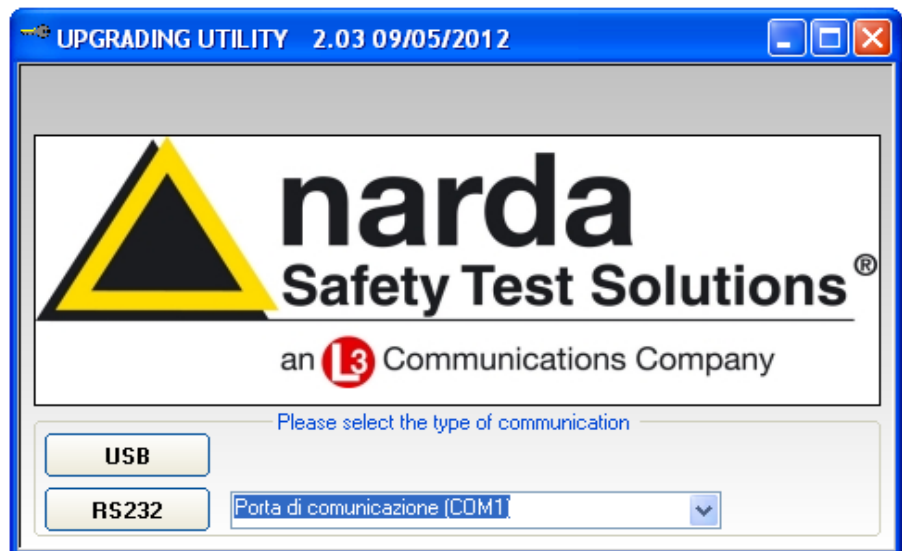 UPGRADING UTILITY 2.03 09/05/2012
narda
Safety Test Solutions®
an L3 Communications Company
Please select the type of communication
USB
RS232 Porta di comunicazione (COM1)